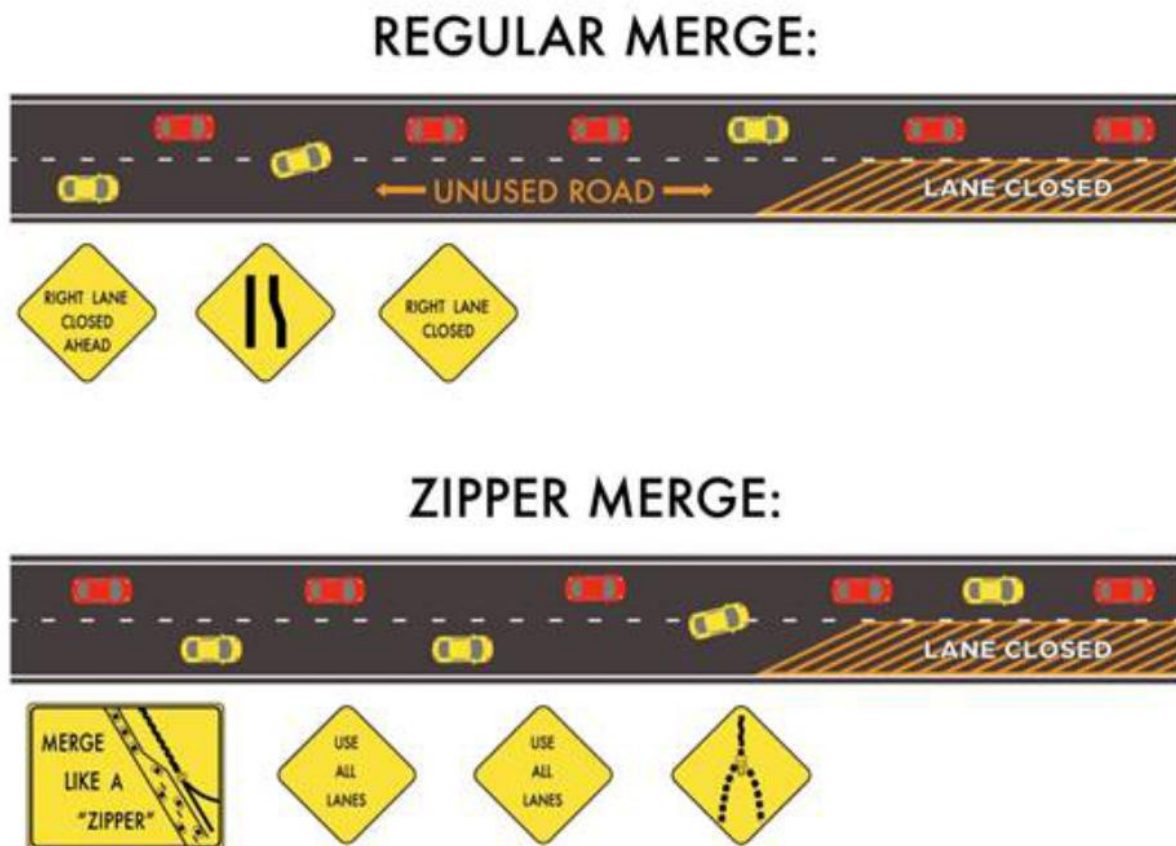 REGULAR MERGE:
UNUSED ROAD
LANE CLOSED
RIGHT LANE
CLOSED
AHEAD
RIGHT LANE
CLOSED
ZIPPER MERGE:
LANE CLOSED
MERGE
LIKE A
"ZIPPER"
USE
ALL
LANES
USE
ALL
LANES